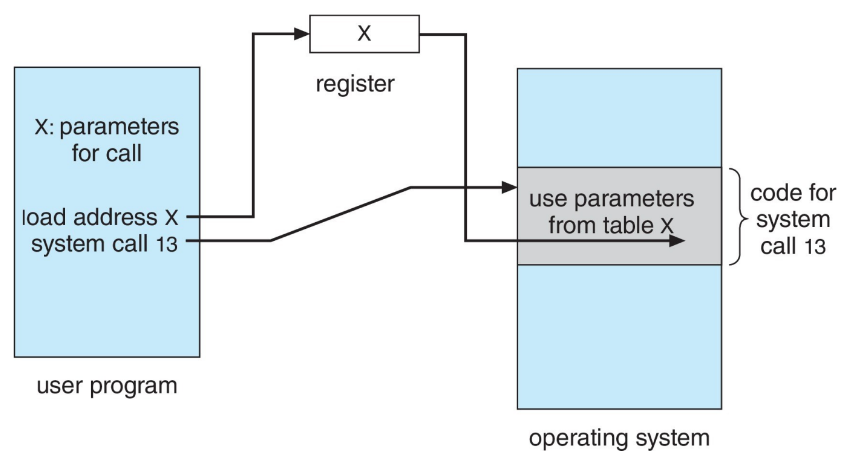 X
register
X: parameters
for call
load address X
system call 13
use parameters
from table X
code for
system
call 13
user program
operating system